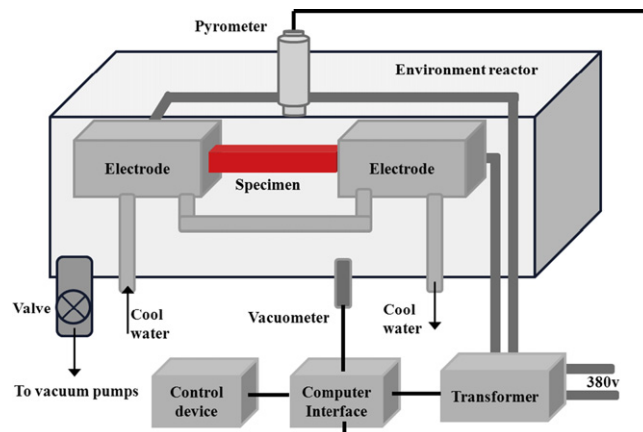 Pyrometer
Environment reactor
Electrode
Electrode
Specimen
Valve
Cool
water
Vacuometer
Cool
water
To vacuum pumps
Control
device
Computer
Interface
Transformer
380v